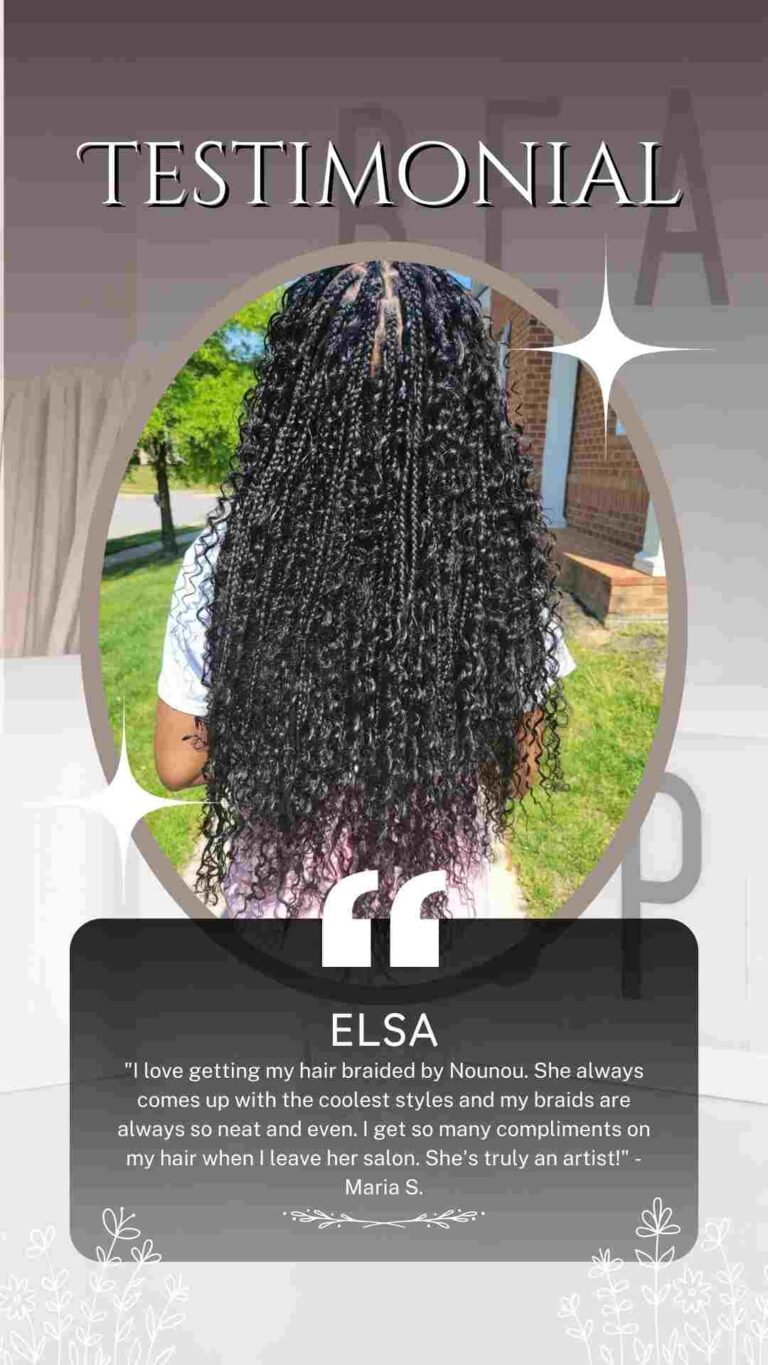 BEA
TESTIMONIAL
P
ELSA
"I love getting my hair braided by Nounou. She always
comes up with the coolest styles and my braids are
always so neat and even. I get so many compliments on
my hair when I leave her salon. She's truly an artist!" -
Maria S.